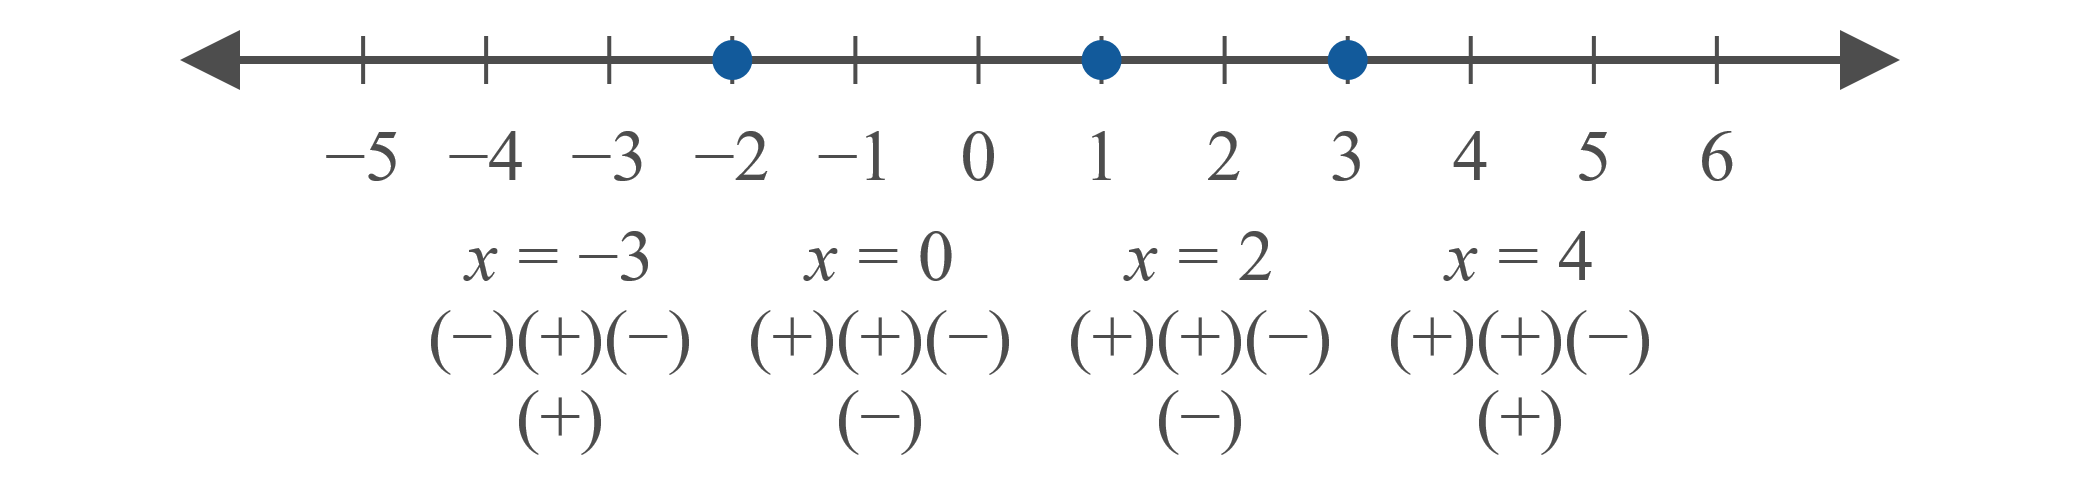 −5 −4 −3 −2 −1 0 1 2 3 4 5 6
x = −3 x = 0 x = 2 x = 4
(−)(+)(−) (+)(+)(−) (+)(+)(−) (+)(+)(−)
(+) (−) (−) (+)